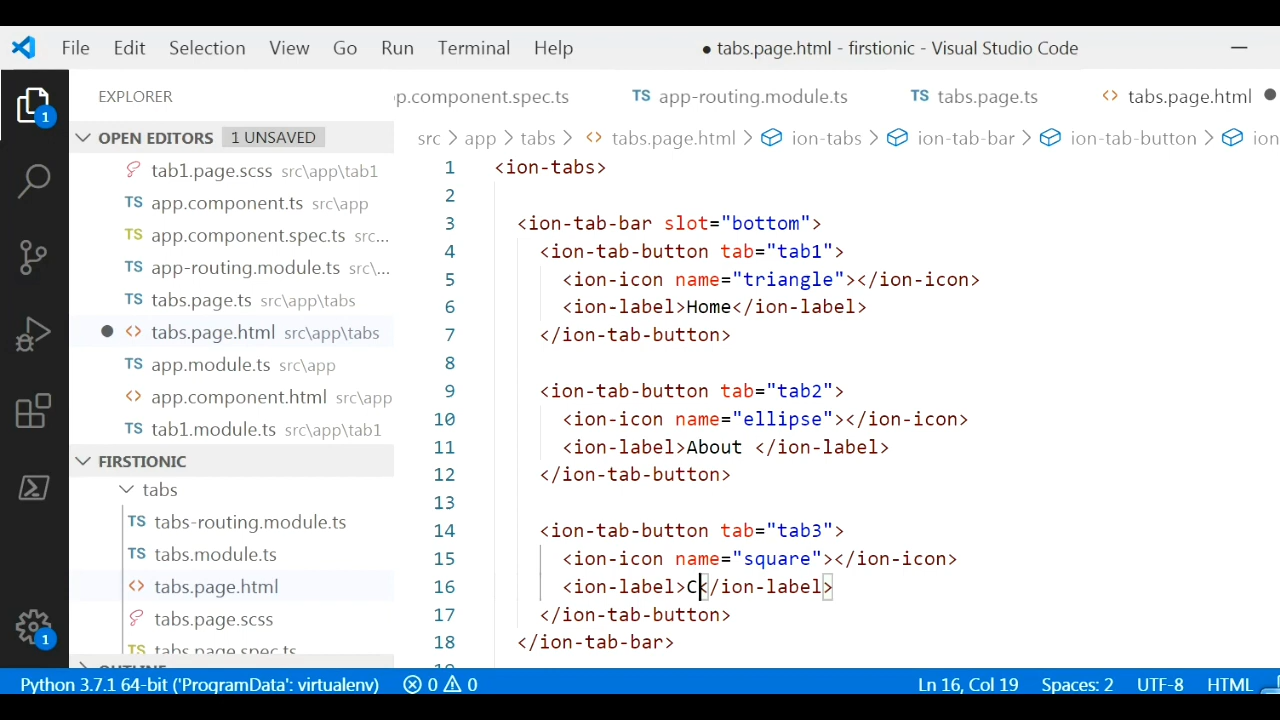 File Edit Selection View Go Run Terminal Help ● tabs.page.html - firstionic - Visual Studio Code
EXPLORER
p.component.spec.ts TS app-routing.module.ts TS tabs.page.ts <> tabs.page.html
OPEN EDITORS 1 UNSAVED
src > app > tabs > <> tabs.page.html > ion-tabs > ion-tab-bar > ion-tab-button > ion
tab1.page.scss src\app\tab1
TS app.component.ts src\app
TS app.component.spec.ts src...
TS app-routing.module.ts src\...
TS tabs.page.ts src\app\tabs
<> tabs.page.html src\app\tabs
TS app.module.ts src\app
<> app.component.html src\app
TS tab1.module.ts src\app\tab1
FIRSTIONIC
tabs
TS tabs-routing.module.ts
TS tabs.module.ts
<> tabs.page.html
tabs.page.scss
TS tabs.page.spec.ts
OUTLINE
1
1
1 <ion-tabs>
2
3 <ion-tab-bar slot="bottom">
4 <ion-tab-button tab="tab1">
5 <ion-icon name="triangle"></ion-icon>
6 <ion-label>Home</ion-label>
7 </ion-tab-button>
8
9 <ion-tab-button tab="tab2">
10 <ion-icon name="ellipse"></ion-icon>
11 <ion-label>About </ion-label>
12 </ion-tab-button>
13
14 <ion-tab-button tab="tab3">
15 <ion-icon name="square"></ion-icon>
16 <ion-label>C</ion-label>
17 </ion-tab-button>
18 </ion-tab-bar>
19
Python 3.7.1 64-bit ('ProgramData': virtualenv) 0 0 Ln 16, Col 19 Spaces: 2 UTF-8 HTML